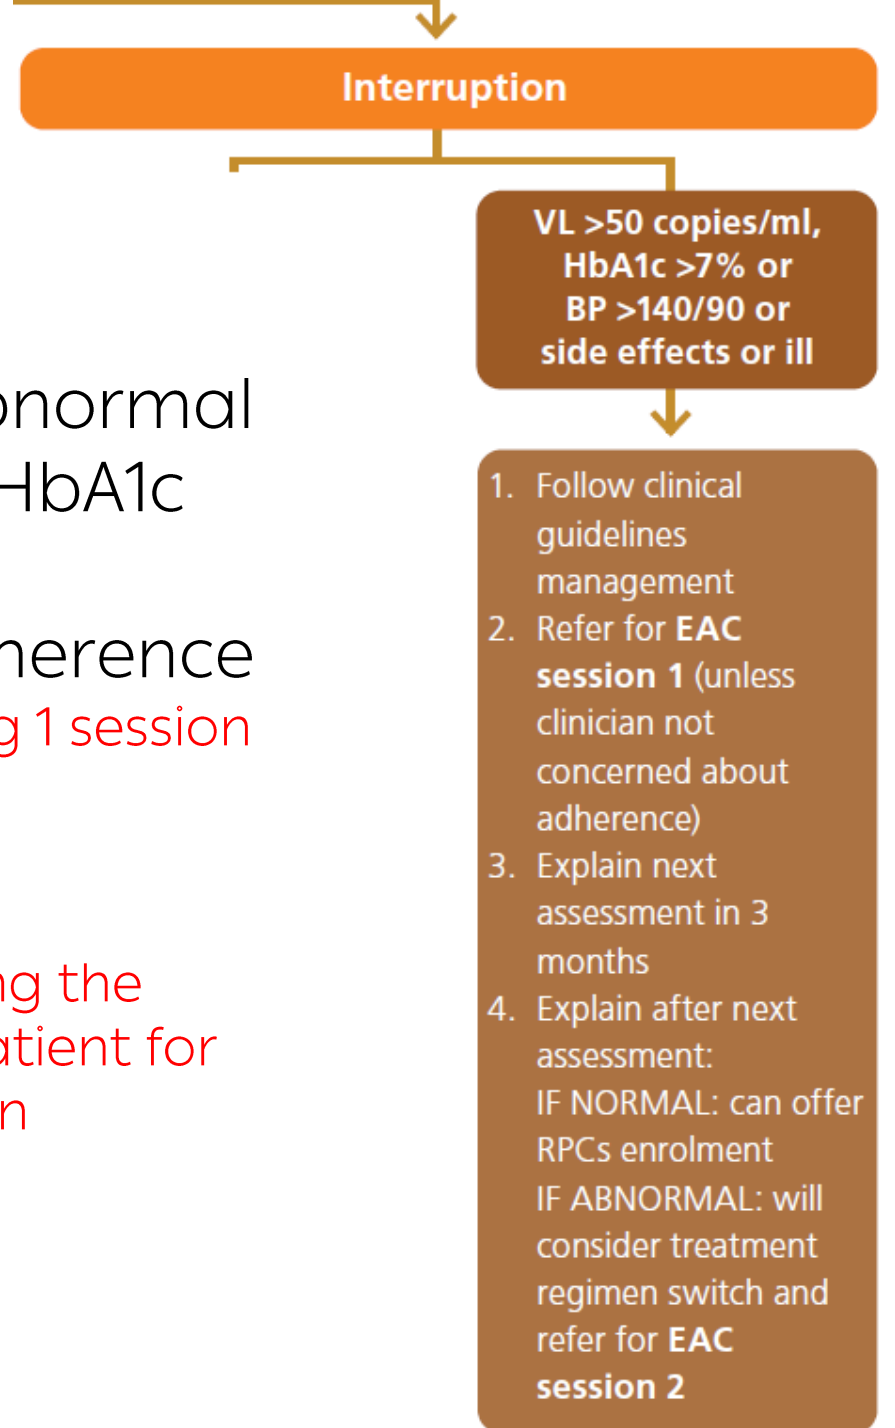 Interruption
VL >50 copies/ml,
HbA1c >7% or
BP >140/90 or
side effects or ill
bnormal
HbA1c
herence
g 1 session
ng the
atient for
n
1. Follow clinical
guidelines
management
2. Refer for EAC
session 1 (unless
clinician not
concerned about
adherence)
3. Explain next
assessment in 3
months
4. Explain after next
assessment:
IF NORMAL: can offer
RPCs enrolment
IF ABNORMAL: will
consider treatment
regimen switch and
refer for EAC
session 2